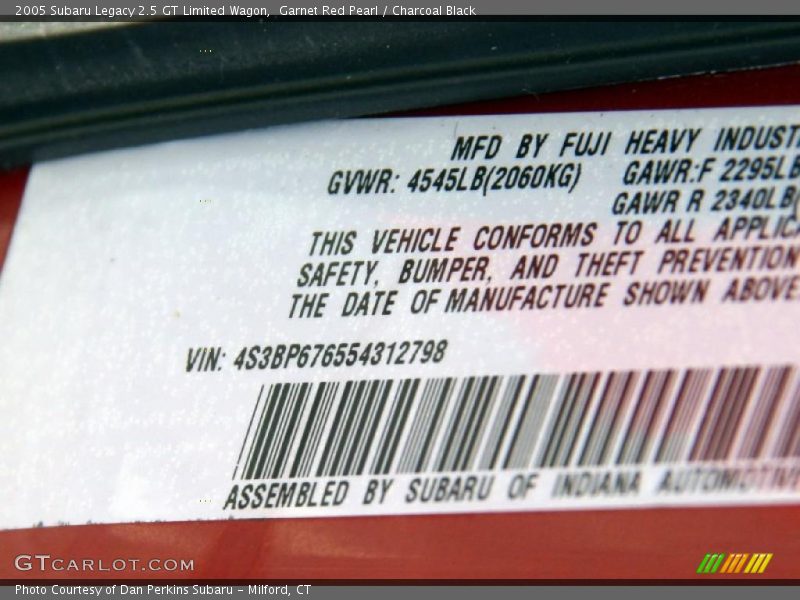 2005 Subaru Legacy 2.5 GT Limited Wagon,  Garnet Red Pearl / Charcoal Black
MFD BY FUJI HEAVY INDUST
GVWR: 4545LB(2060KG) GAWR:F 2295LB
GAWR R 2340LB(
THIS VEHICLE CONFORMS TO ALL APPLICA
SAFETY, BUMPER, AND THEFT PREVENTION
THE DATE OF MANUFACTURE SHOWN ABOVE
VIN: 4S3BP676554312798
ASSEMBLED BY SUBARU OF INDIANA AUTOMOTIVE
GTCARLOT.COM
Photo Courtesy of Dan Perkins Subaru - Milford, CT